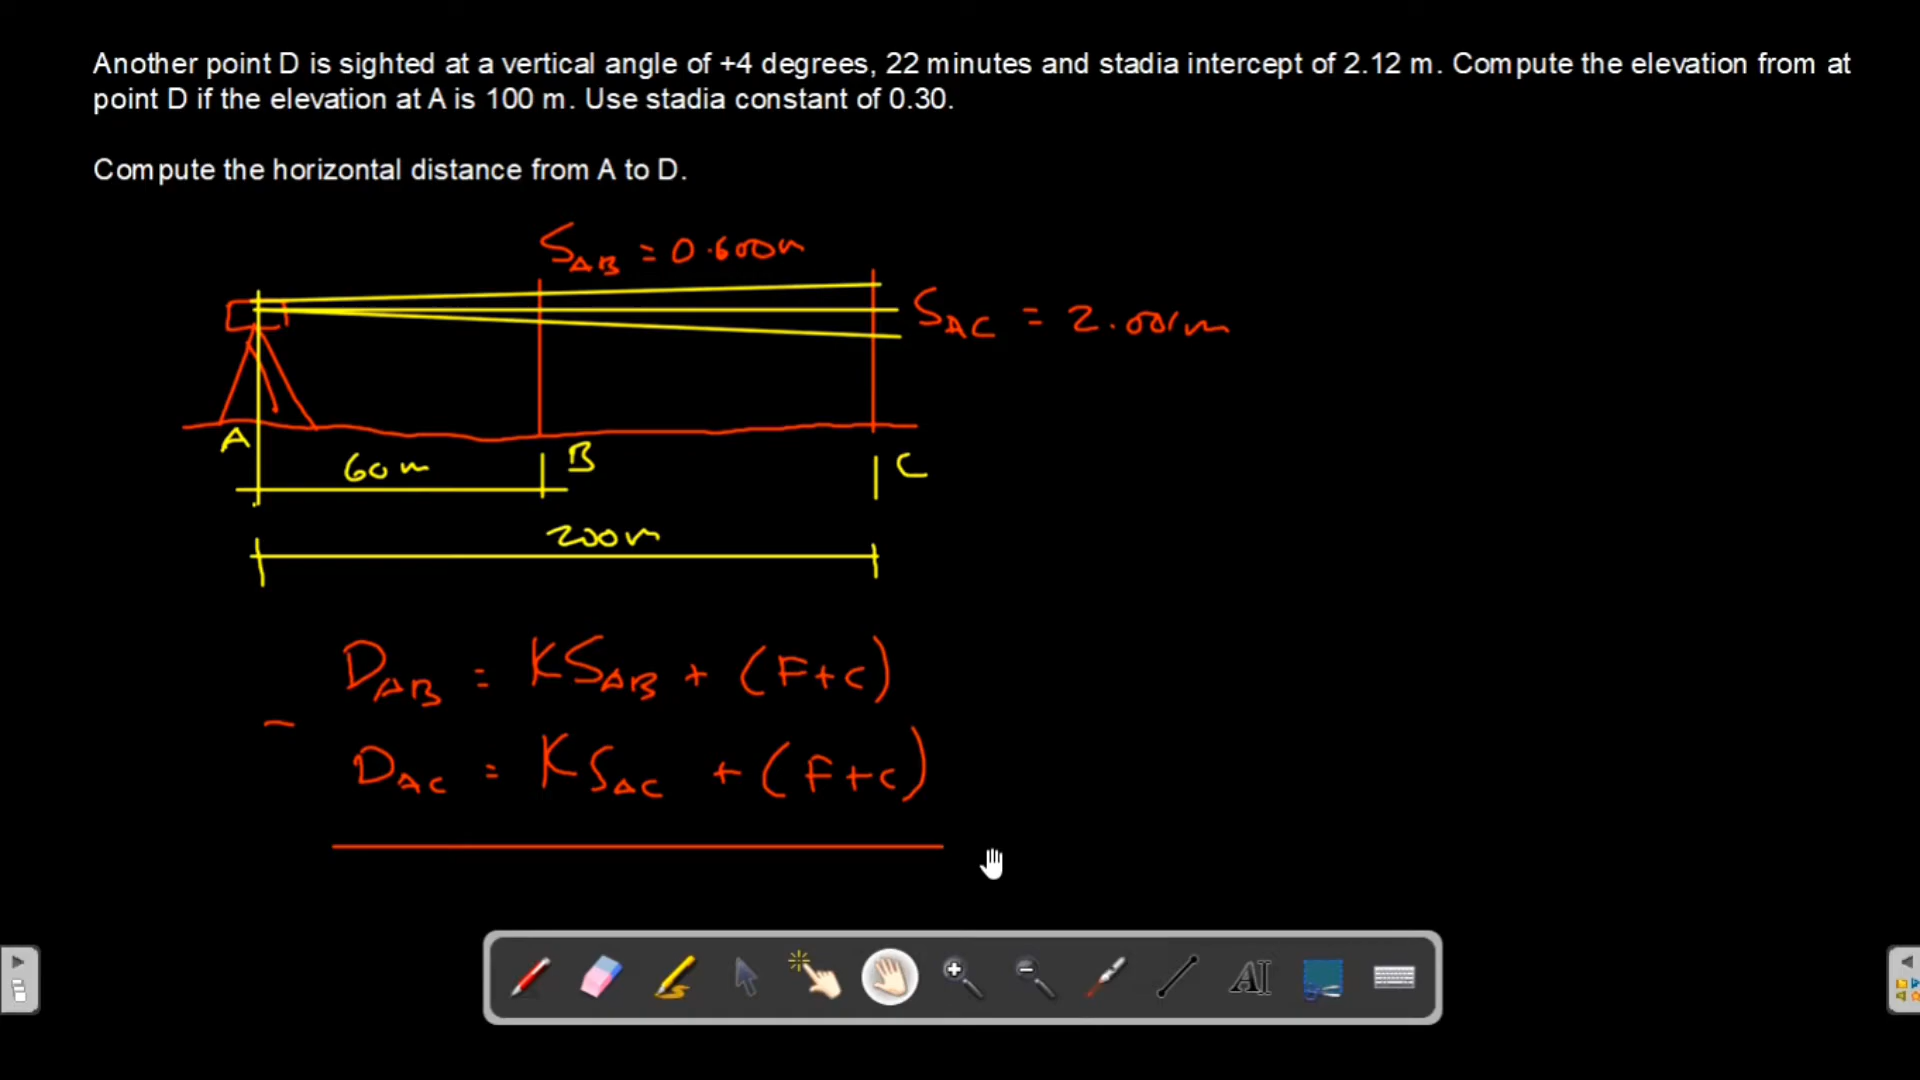 Another point D is sighted at a vertical angle of +4 degrees, 22 minutes and stadia intercept of 2.12 m. Compute the elevation from at
point D if the elevation at A is 100 m. Use stadia constant of 0.30.
Compute the horizontal distance from A to D.
S_AB = 0.600m
S_AC = 2.001m
A
60m
B
C
200m
D_AB = KS_AB + (F+C)
-
D_AC = KS_AC + (F+C)
AI